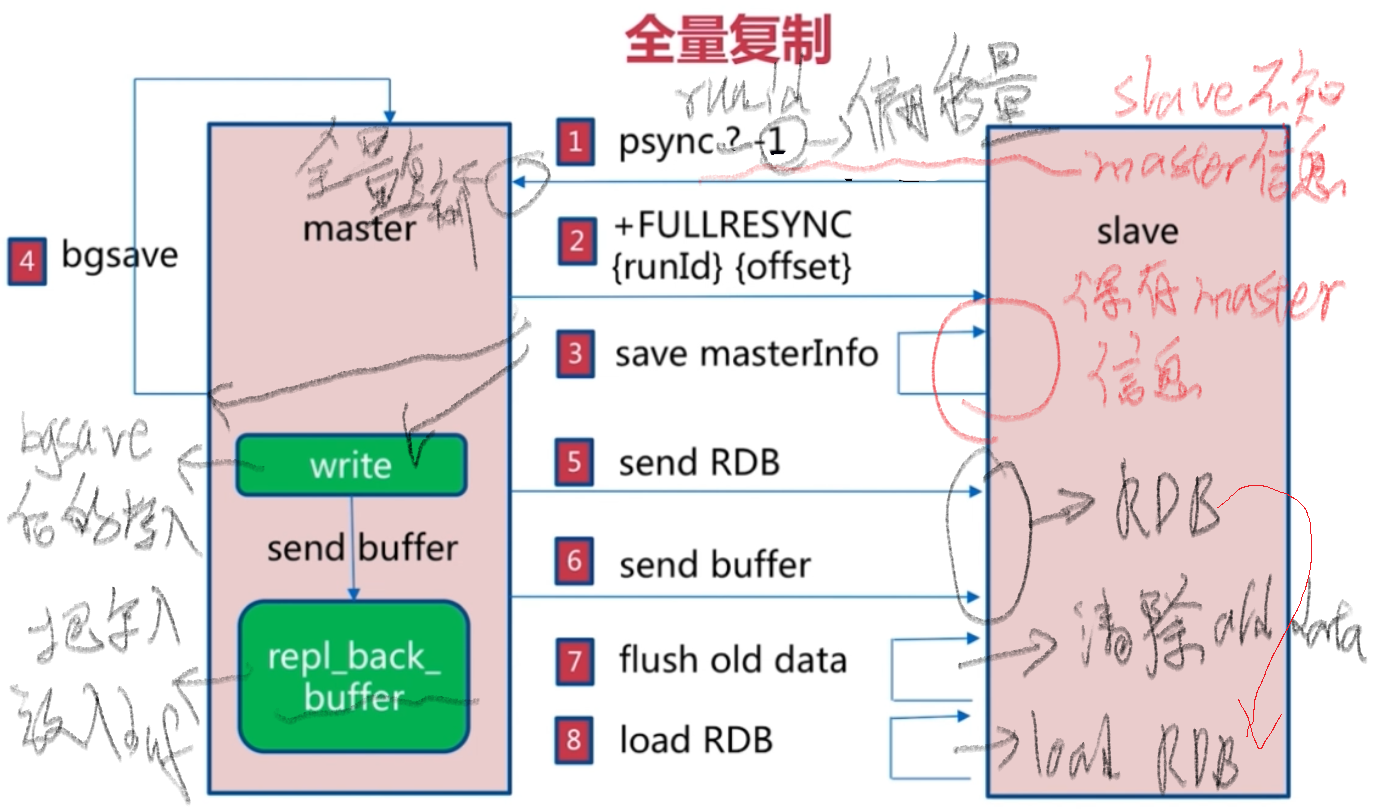 全量复制
runid
偏移量
slave不知
master信息
1 psync ? -1
全量复制
master
slave
2 +FULLRESYNC
{runId} {offset}
4 bgsave
保存master
信息
3 save masterInfo
bgsave
后的写入
write
5 send RDB
RDB
send buffer
6 send buffer
把写入
放入buf
repl_back_
buffer
7 flush old data
清除old data
8 load RDB
load RDB